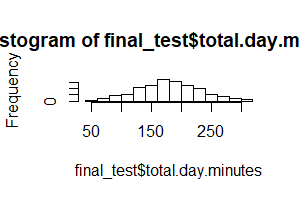 stogram of final_test$total.day.m
Frequency
0
50 150 250
final_test$total.day.minutes